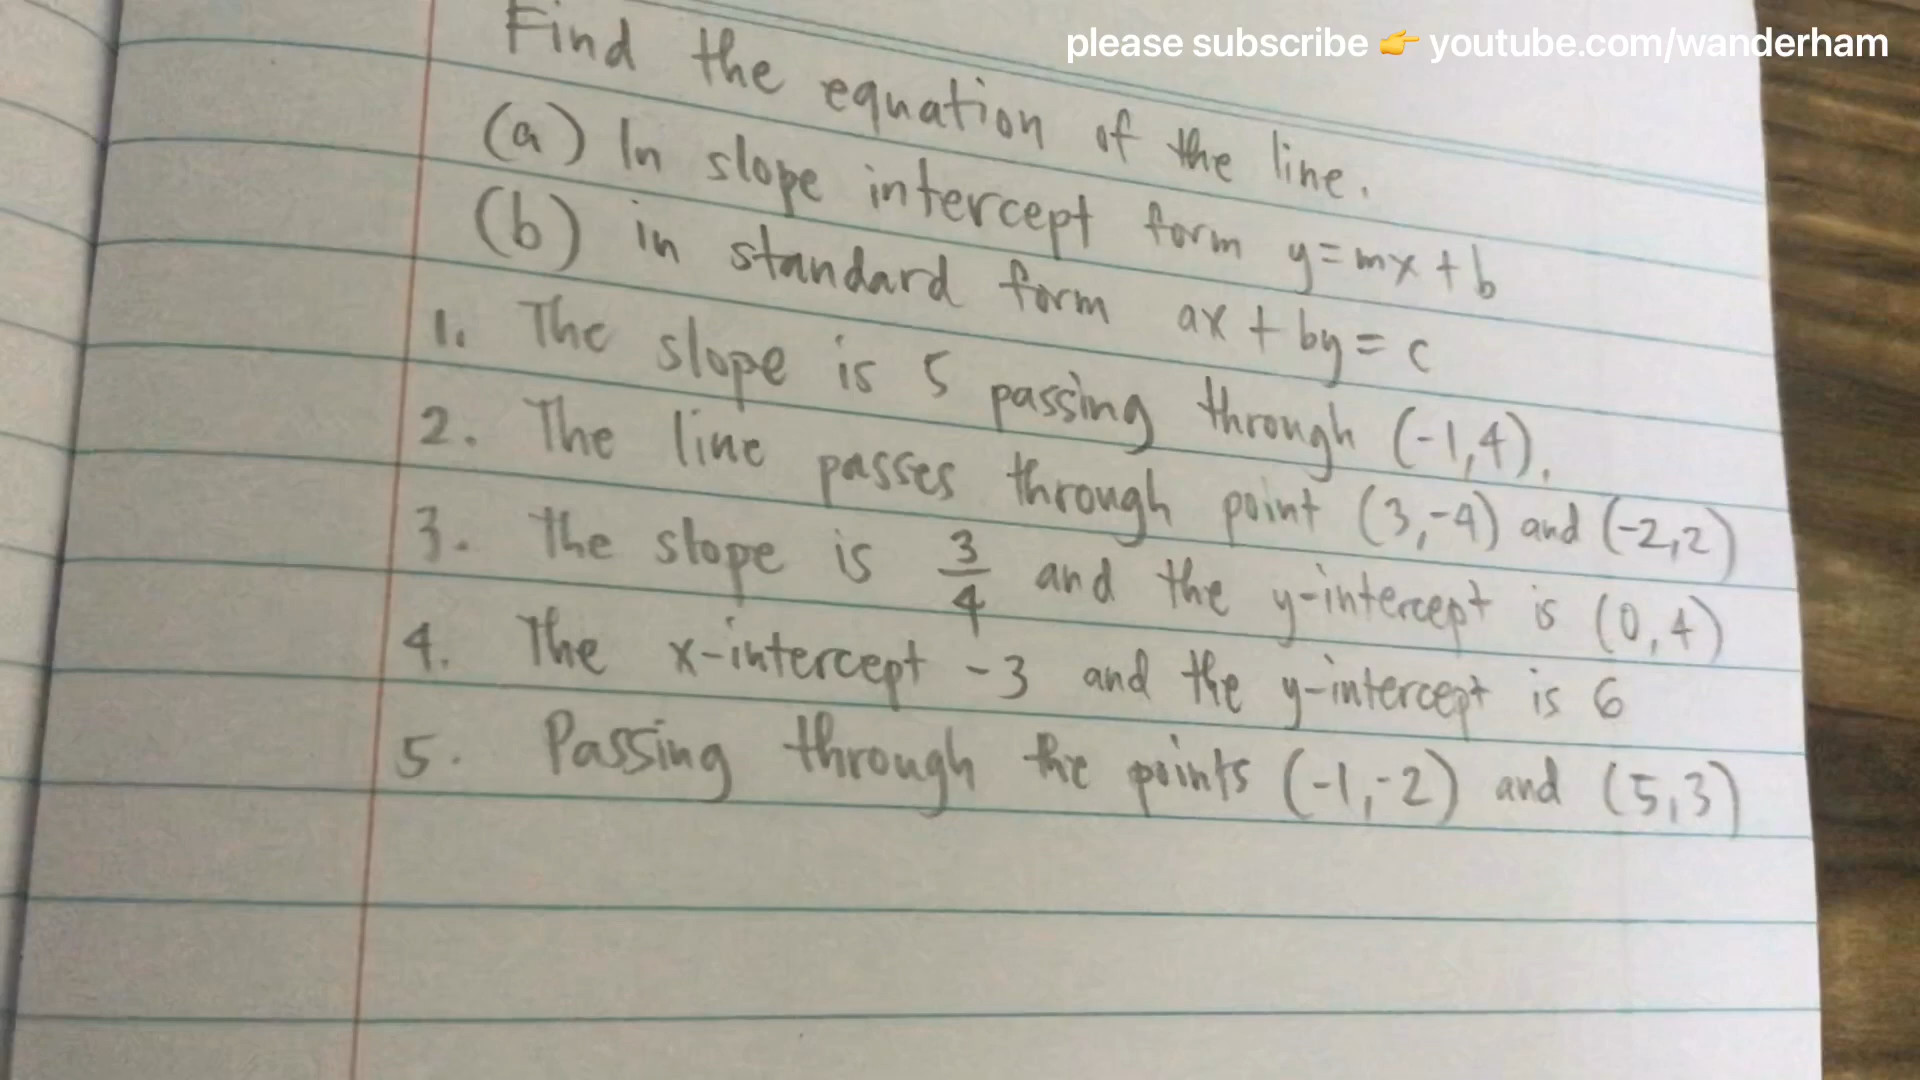 please subscribe 👉 youtube.com/wanderham
Find the equation of the line.
(a) In slope intercept form y=mx+b
(b) in standard form ax+by=c
1. The slope is 5 passing through (-1,4).
2. The line passes through point (3,-4) and (-2,2)
3. The slope is 3/4 and the y-intercept is (0,4)
4. The x-intercept -3 and the y-intercept is 6
5. Passing through the points (-1,-2) and (5,3)